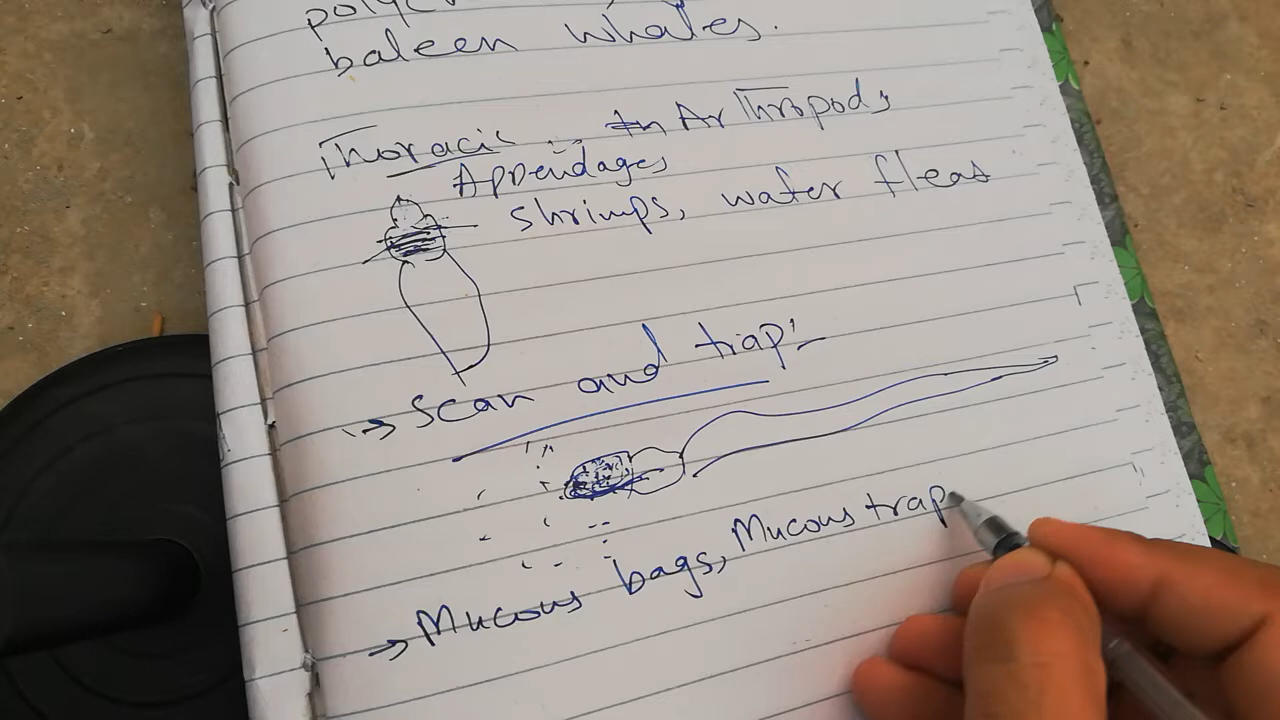 baleen whales.
Thoracic :- In Arthropods
Appendages
shrimps, water fleas
→ Scan and trap:-
→ Mucous bags, Mucous trap